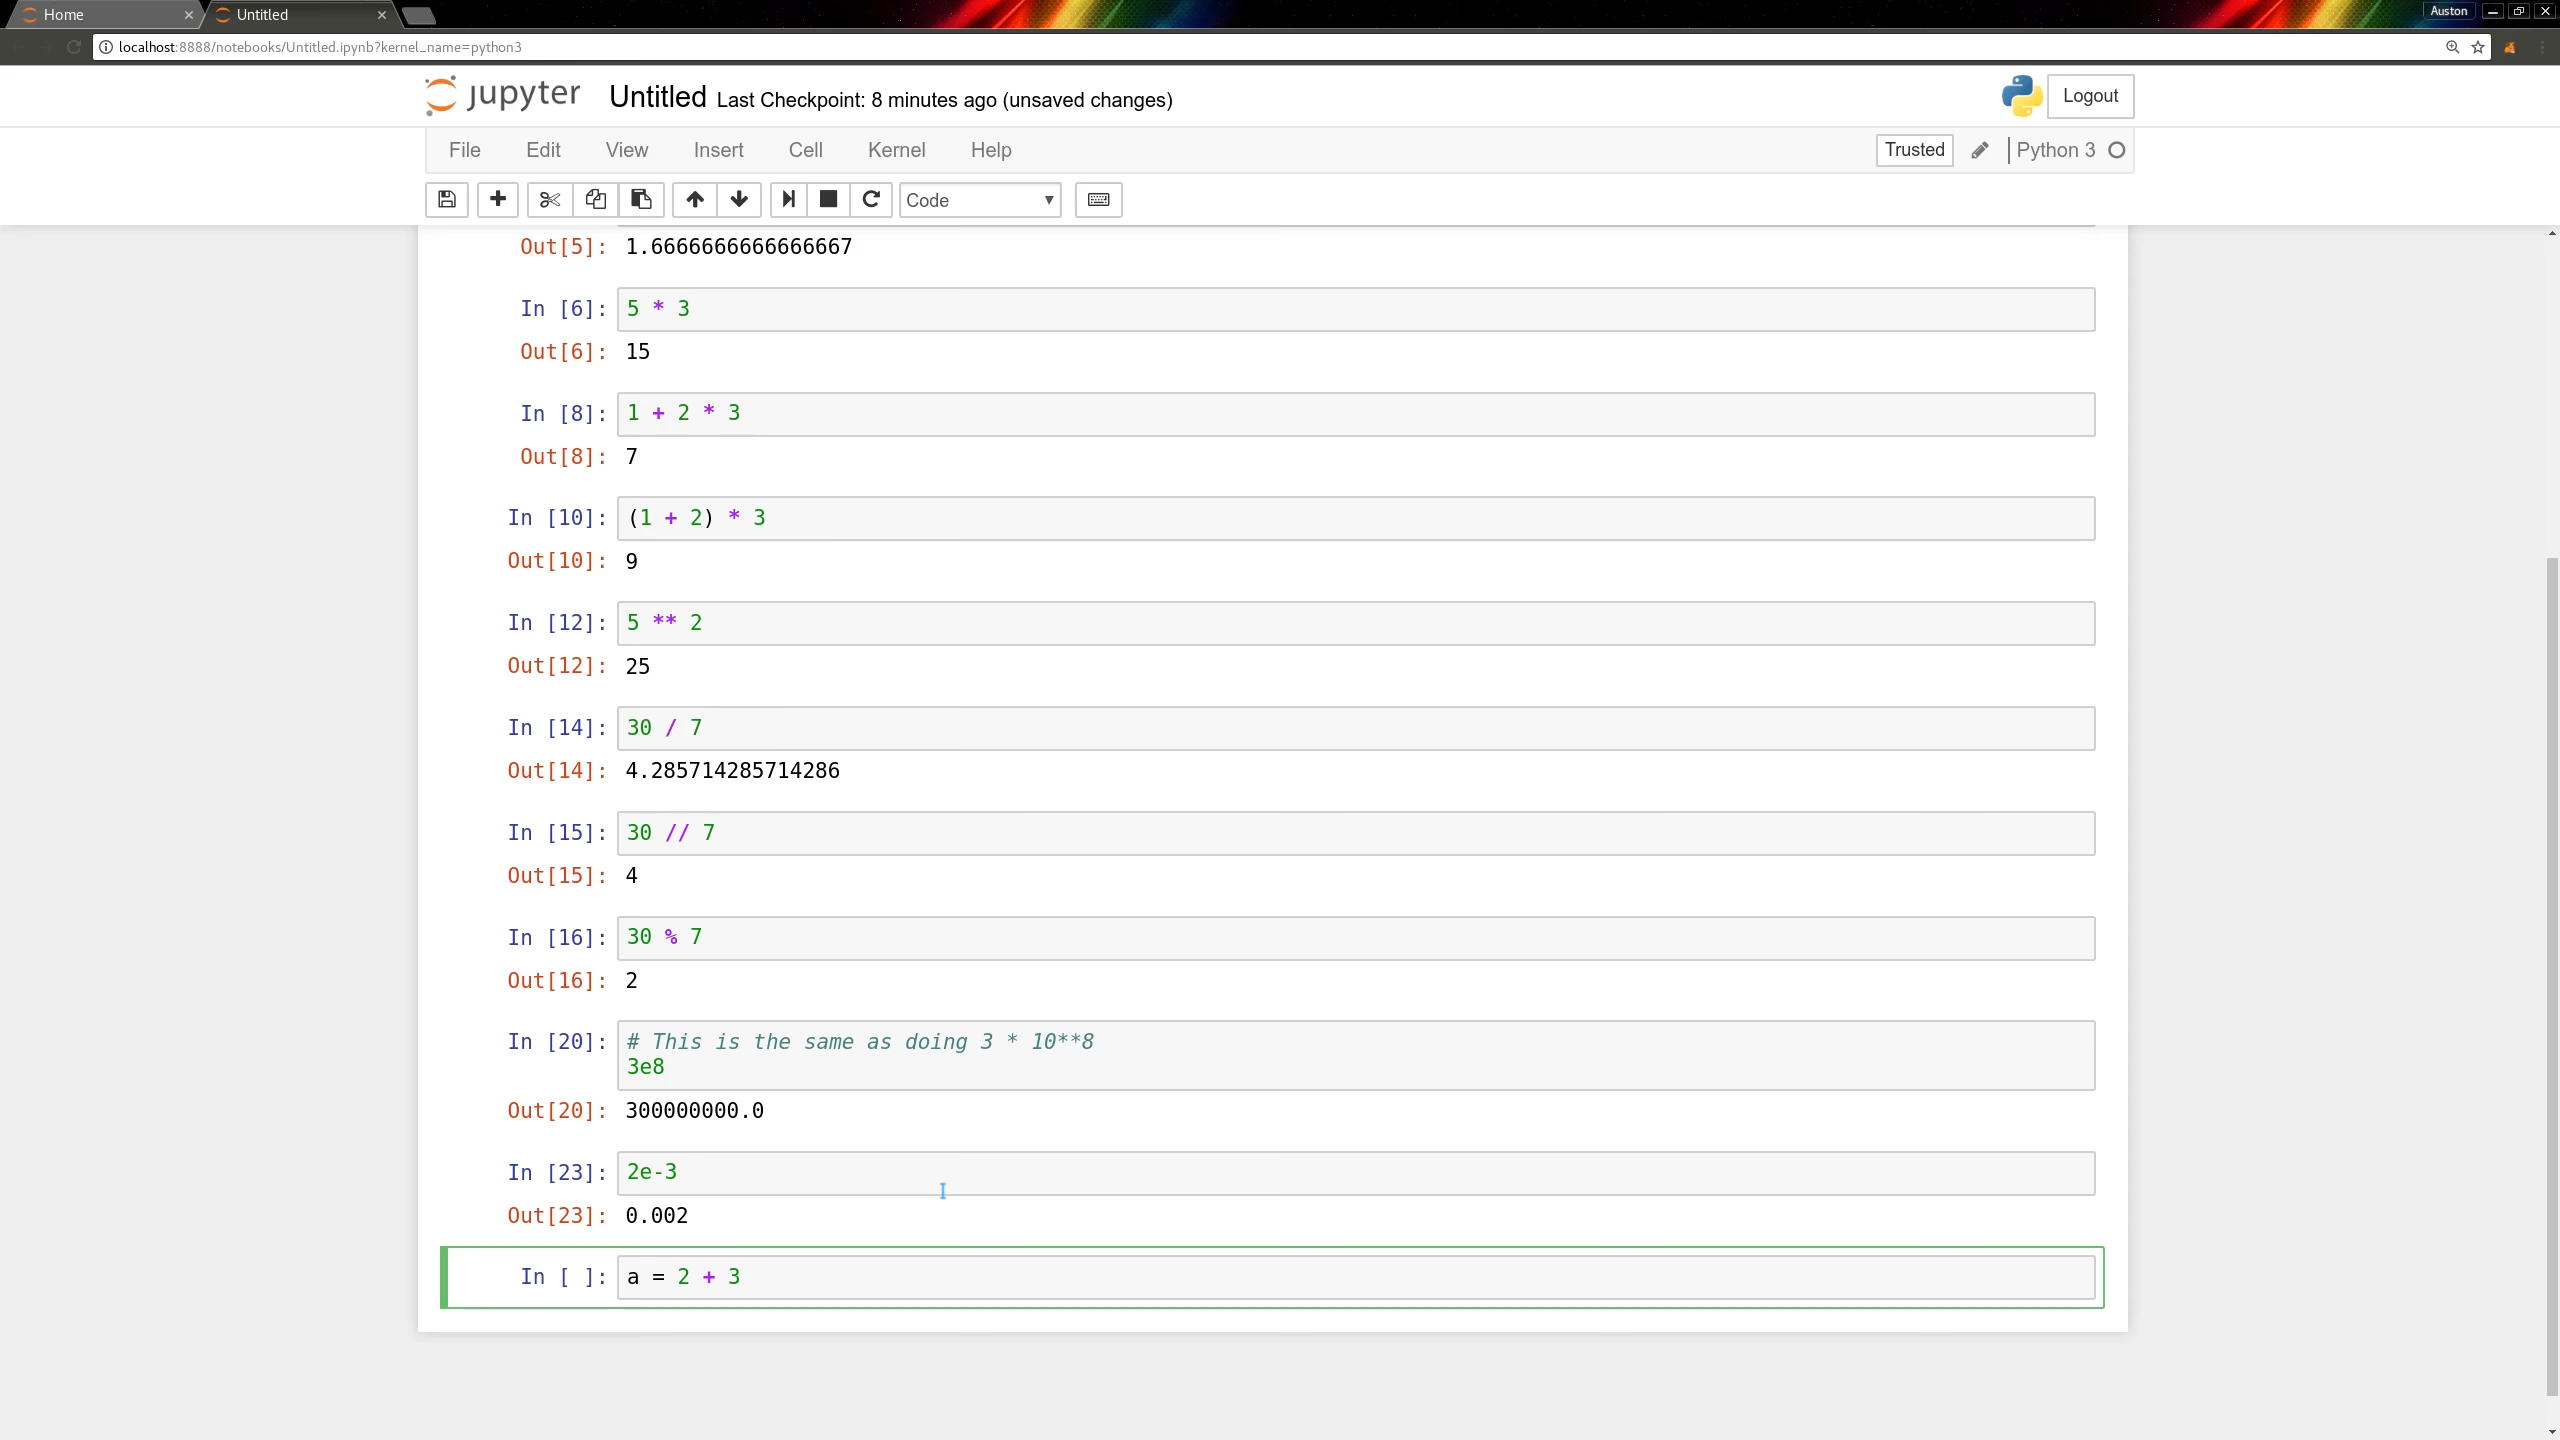 Home
Untitled
Auston
localhost:8888/notebooks/Untitled.ipynb?kernel_name=python3
jupyter Untitled Last Checkpoint: 8 minutes ago (unsaved changes)
Logout
File Edit View Insert Cell Kernel Help
Trusted
Python 3
Code
Out[5]: 1.6666666666666667
In [6]: 5 * 3
Out[6]: 15
In [8]: 1 + 2 * 3
Out[8]: 7
In [10]: (1 + 2) * 3
Out[10]: 9
In [12]: 5 ** 2
Out[12]: 25
In [14]: 30 / 7
Out[14]: 4.285714285714286
In [15]: 30 // 7
Out[15]: 4
In [16]: 30 % 7
Out[16]: 2
In [20]: # This is the same as doing 3 * 10**8
3e8
Out[20]: 300000000.0
In [23]: 2e-3
Out[23]: 0.002
In [ ]: a = 2 + 3